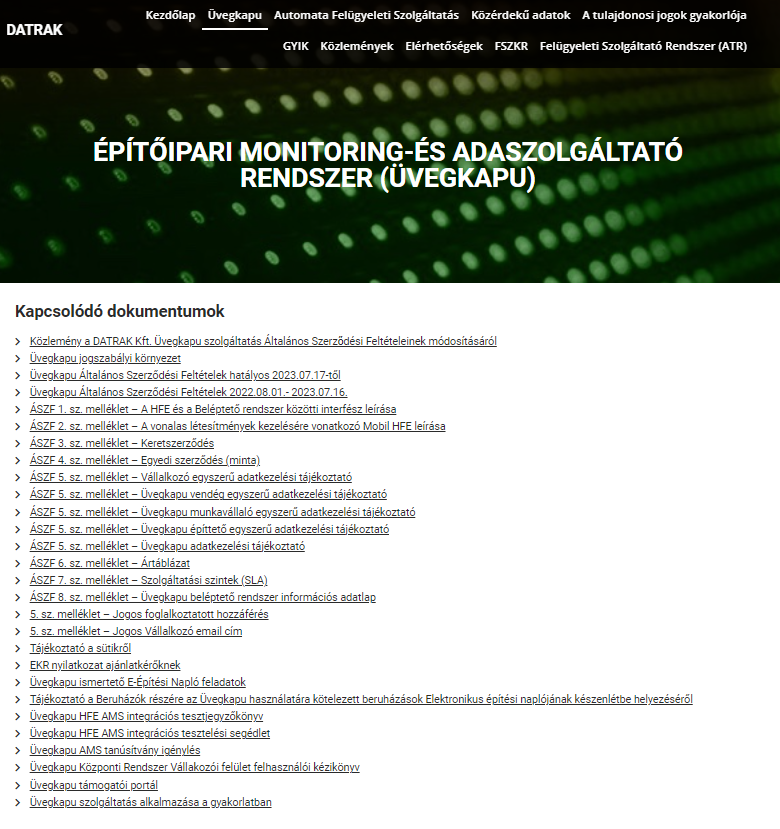 DATRAK
Kezdőlap Üvegkapu Automata Felügyeleti Szolgáltatás Közérdekű adatok A tulajdonosi jogok gyakorlója
GYIK Közlemények Elérhetőségek FSZKR Felügyeleti Szolgáltató Rendszer (ATR)
ÉPÍTŐIPARI MONITORING-ÉS ADASZOLGÁLTATÓ
RENDSZER (ÜVEGKAPU)
Kapcsolódó dokumentumok
Közlemény a DATRAK Kft. Üvegkapu szolgáltatás Általános Szerződési Feltételeinek módosításáról
Üvegkapu jogszabályi környezet
Üvegkapu Általános Szerződési Feltételek hatályos 2023.07.17-től
Üvegkapu Általános Szerződési Feltételek 2022.08.01.- 2023.07.16.
ÁSZF 1. sz. melléklet – A HFE és a Beléptető rendszer közötti interfész leírása
ÁSZF 2. sz. melléklet – A vonalas létesítmények kezelésére vonatkozó Mobil HFE leírása
ÁSZF 3. sz. melléklet – Keretszerződés
ÁSZF 4. sz. melléklet – Egyedi szerződés (minta)
ÁSZF 5. sz. melléklet – Vállalkozó egyszerű adatkezelési tájékoztató
ÁSZF 5. sz. melléklet – Üvegkapu vendég egyszerű adatkezelési tájékoztató
ÁSZF 5. sz. melléklet – Üvegkapu munkavállaló egyszerű adatkezelési tájékoztató
ÁSZF 5. sz. melléklet – Üvegkapu építtető egyszerű adatkezelési tájékoztató
ÁSZF 5. sz. melléklet – Üvegkapu adatkezelési tájékoztató
ÁSZF 6. sz. melléklet – Ártáblázat
ÁSZF 7. sz. melléklet – Szolgáltatási szintek (SLA)
ÁSZF 8. sz. melléklet – Üvegkapu beléptető rendszer információs adatlap
5. sz. melléklet – Jogos foglalkoztatott hozzáférés
5. sz. melléklet – Jogos Vállalkozó email cím
Tájékoztató a sütikről
EKR nyilatkozat ajánlatkérőknek
Üvegkapu ismertető E-Építési Napló feladatok
Tájékoztató a Beruházók részére az Üvegkapu használatára kötelezett beruházások Elektronikus építési naplójának készenlétbe helyezéséről
Üvegkapu HFE AMS integrációs tesztjegyzőkönyv
Üvegkapu HFE AMS integrációs tesztelési segédlet
Üvegkapu AMS tanúsítvány igénylés
Üvegkapu Központi Rendszer Vállakozói felület felhasználói kézikönyv
Üvegkapu támogatói portál
Üvegkapu szolgáltatás alkalmazása a gyakorlatban